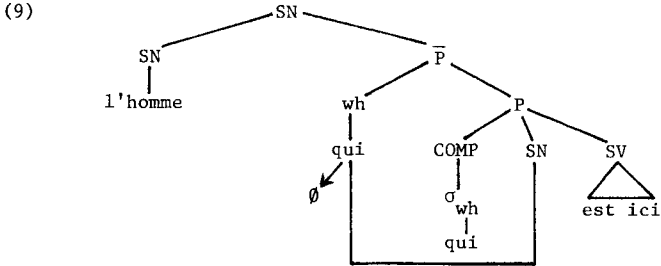 (9)
SN
SN P̅
l'homme
wh P
qui COMP SN SV
Ø σ wh est ici
qui